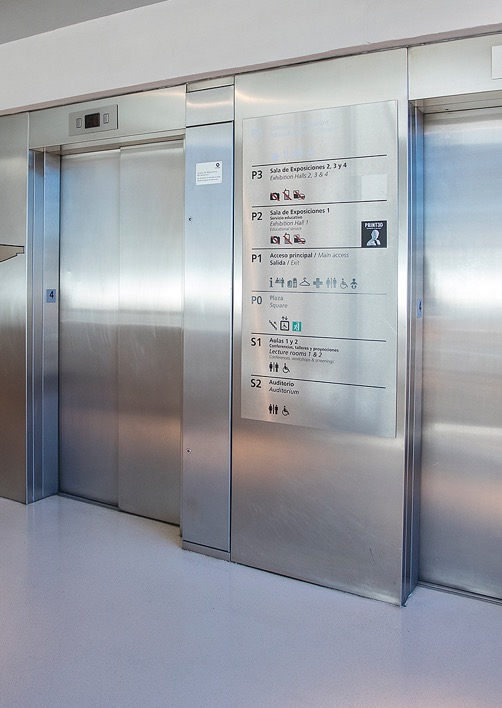 P3 Sala de Exposiciones 2, 3 y 4
Exhibition Halls 2, 3 & 4
P2 Sala de Exposiciones 1
Servicio educativo
Exhibition Hall 1
Educational service
PRINT3D
P1 Acceso principal / Main access
Salida / Exit
P0 Plaza
Square
S1 Aulas 1 y 2
Conferencias, talleres y proyecciones
Lecture rooms 1 & 2
Conferences, workshops & screenings
S2 Auditorio
Auditorium
4
4